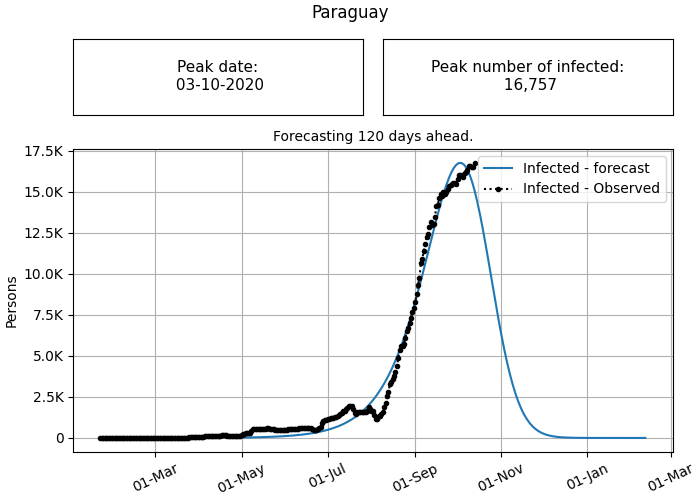 Paraguay
Peak date:
03-10-2020
Peak number of infected:
16,757
Forecasting 120 days ahead.
17.5K
15.0K
12.5K
10.0K
7.5K
5.0K
2.5K
0
Persons
Infected - forecast
Infected - Observed
01-Mar
01-May
01-Jul
01-Sep
01-Nov
01-Jan
01-Mar